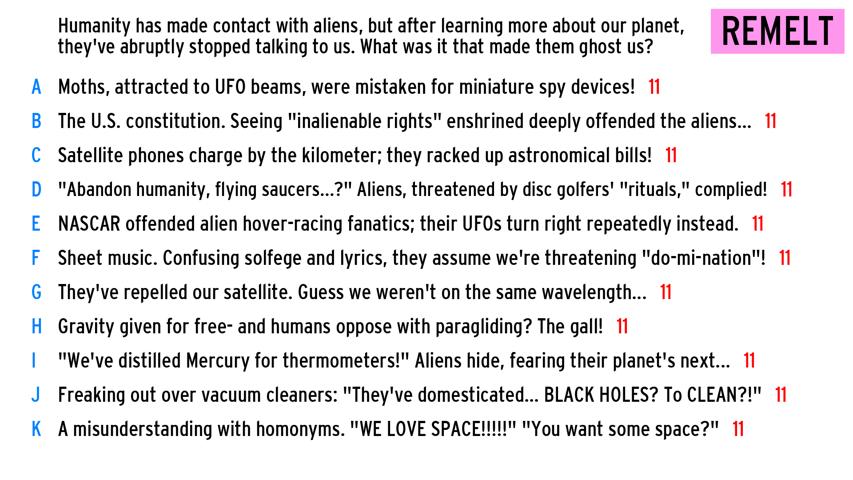 Humanity has made contact with aliens, but after learning more about our planet,
they've abruptly stopped talking to us. What was it that made them ghost us?
REMELT
A Moths, attracted to UFO beams, were mistaken for miniature spy devices! 11
B The U.S. constitution. Seeing "inalienable rights" enshrined deeply offended the aliens... 11
C Satellite phones charge by the kilometer; they racked up astronomical bills! 11
D "Abandon humanity, flying saucers...?" Aliens, threatened by disc golfers' "rituals," complied! 11
E NASCAR offended alien hover-racing fanatics; their UFOs turn right repeatedly instead. 11
F Sheet music. Confusing solfege and lyrics, they assume we're threatening "do-mi-nation"! 11
G They've repelled our satellite. Guess we weren't on the same wavelength... 11
H Gravity given for free- and humans oppose with paragliding? The gall! 11
I "We've distilled Mercury for thermometers!" Aliens hide, fearing their planet's next... 11
J Freaking out over vacuum cleaners: "They've domesticated... BLACK HOLES? To CLEAN?!" 11
K A misunderstanding with homonyms. "WE LOVE SPACE!!!!!" "You want some space?" 11